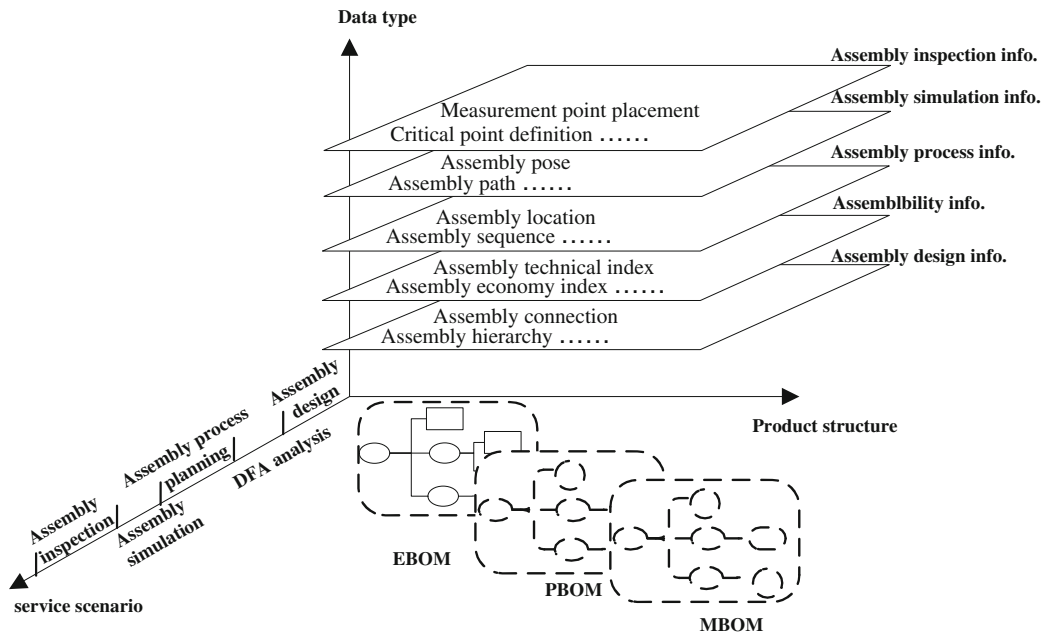 Data type
Assembly inspection info.
Measurement point placement
Critical point definition ......
Assembly simulation info.
Assembly pose
Assembly path ......
Assembly process info.
Assembly location
Assembly sequence ......
Assemblbility info.
Assembly technical index
Assembly economy index ......
Assembly design info.
Assembly connection
Assembly hierarchy ......
Product structure
Assembly
design
DFA analysis
Assembly process
planning
Assembly
simulation
Assembly
inspection
service scenario
EBOM
PBOM
MBOM